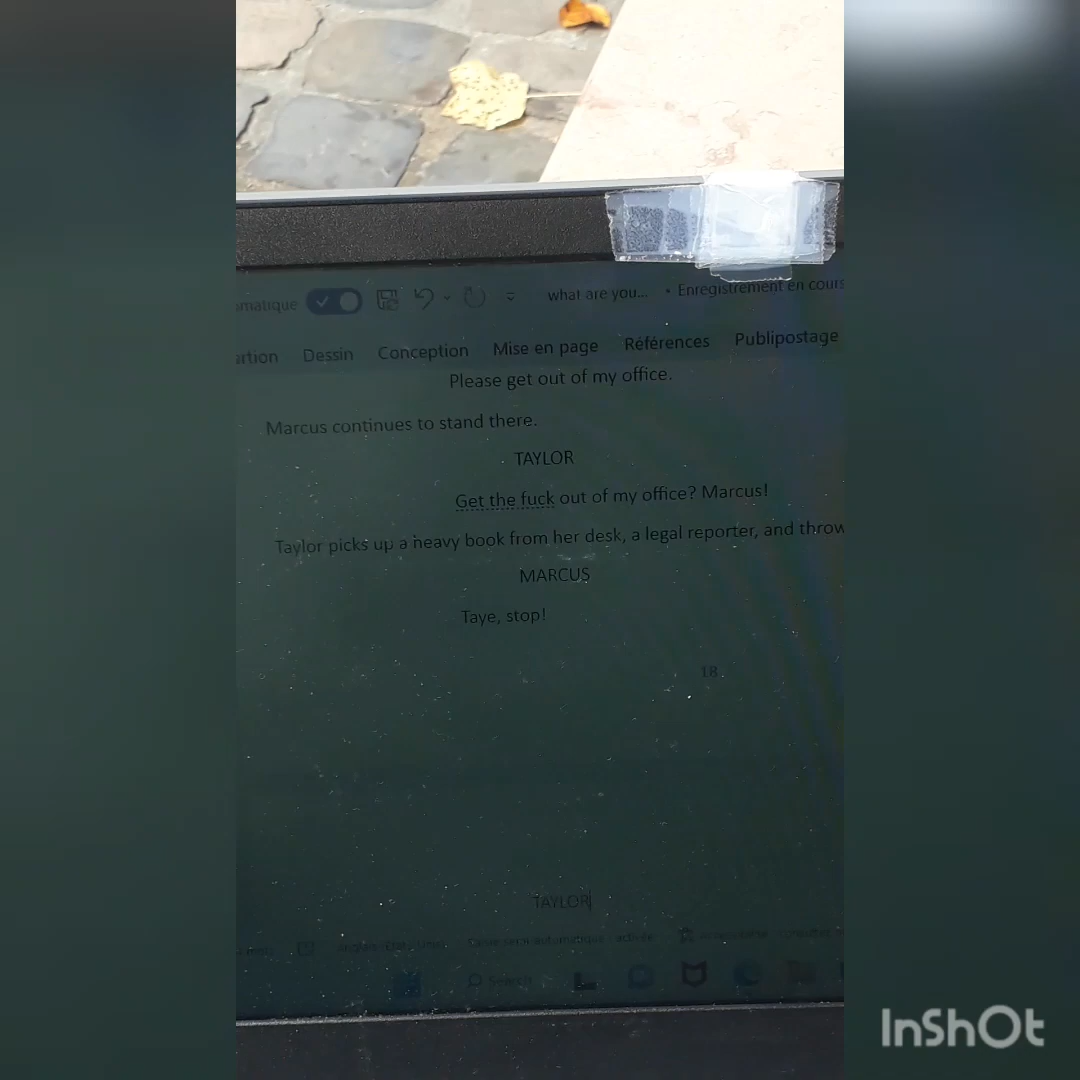 matique what are you... • Enregistrement en cours
rtion Dessin Conception Mise en page Références Publipostage
Please get out of my office.
Marcus continues to stand there.
TAYLOR
Get the fuck out of my office? Marcus!
Taylor picks up a heavy book from her desk, a legal reporter, and throw
MARCUS
Taye, stop!
18
TAYLOR
Search
InShOt